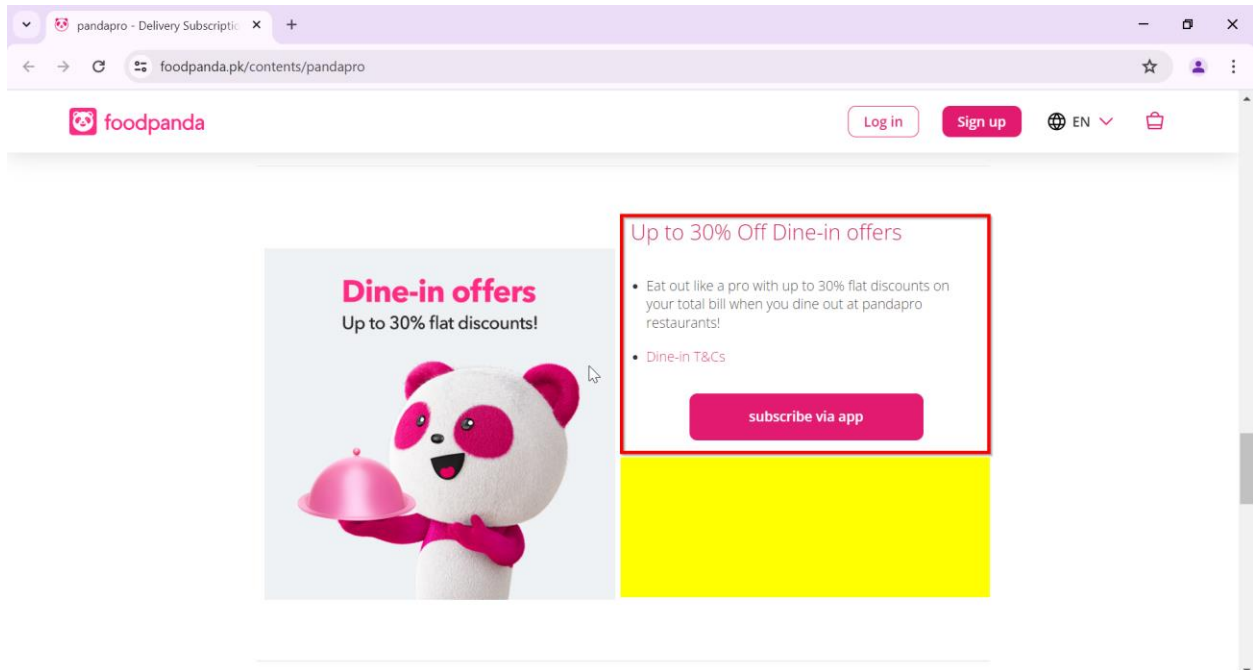 pandapro - Delivery Subscriptio
foodpanda.pk/contents/pandapro
foodpanda
Log in
Sign up
EN
Dine-in offers
Up to 30% flat discounts!
Up to 30% Off Dine-in offers
Eat out like a pro with up to 30% flat discounts on
your total bill when you dine out at pandapro
restaurants!
Dine-in T&Cs
subscribe via app